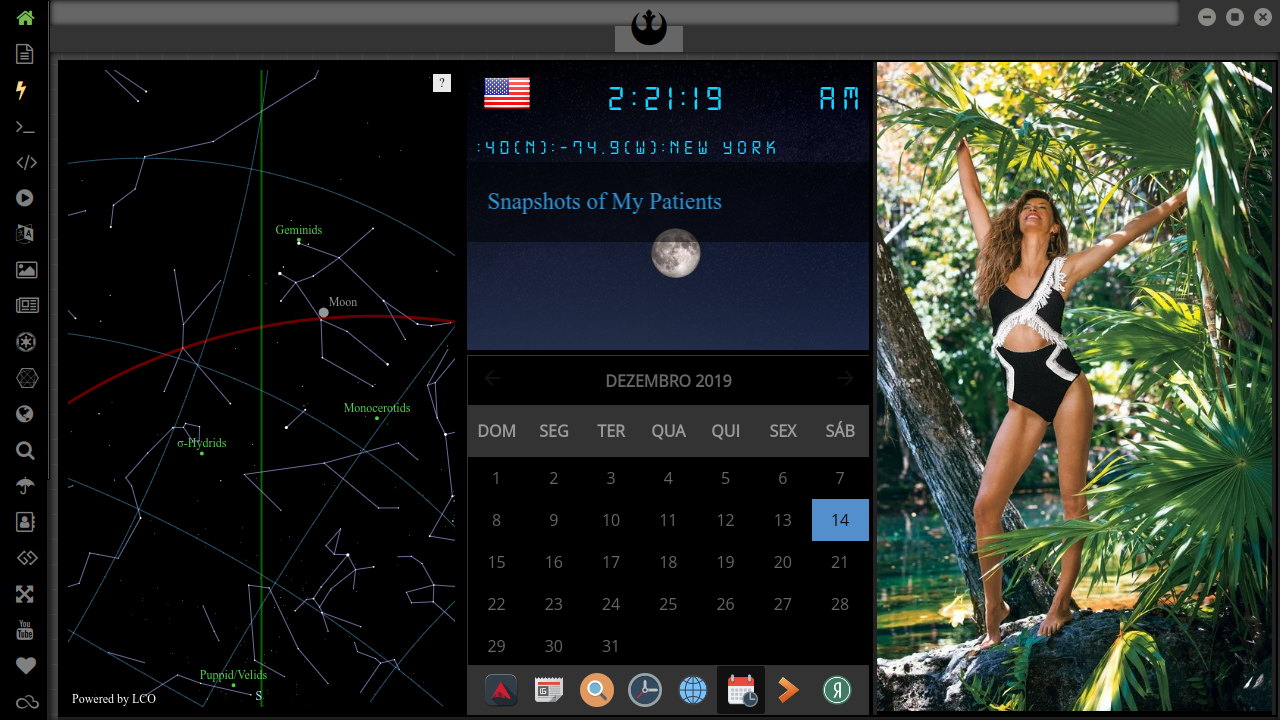 ?
Geminids
Moon
Monocerotids
σ-Hydrids
Puppid/Velids
S
Powered by LCO
2:21:19 AM
:40(N):-74.9(W):NEW YORK
Snapshots of My Patients
DEZEMBRO 2019
DOM SEG TER QUA QUI SEX SÁB
1 2 3 4 5 6 7
8 9 10 11 12 13 14
15 16 17 18 19 20 21
22 23 24 25 26 27 28
29 30 31
You
Tube
Я